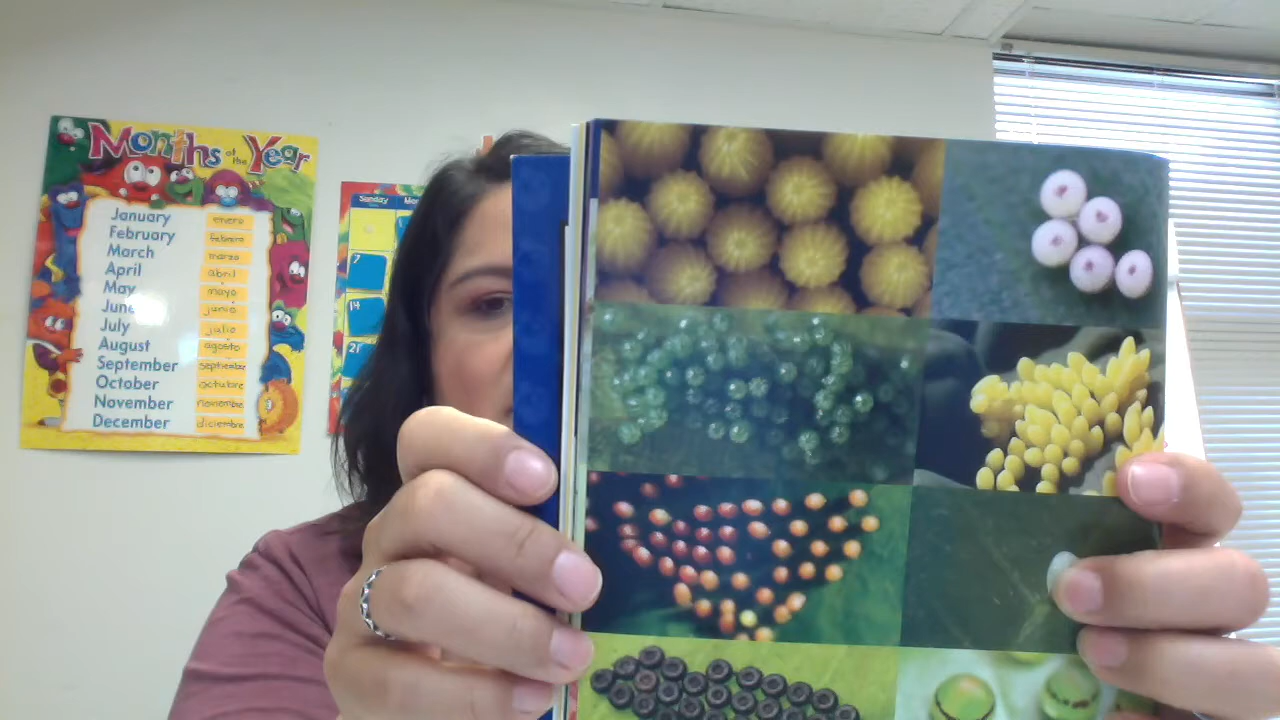 Months of the Year
January enero
February febrero
March marzo
April abril
May mayo
June junio
July julio
August agosto
September septiembre
October octubre
November noviembre
December diciembre
Sunday
7
14
21